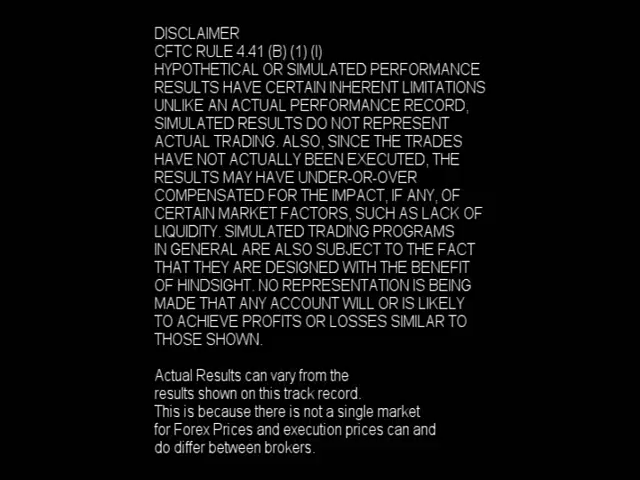 DISCLAIMER
CFTC RULE 4.41 (B) (1) (I)
HYPOTHETICAL OR SIMULATED PERFORMANCE
RESULTS HAVE CERTAIN INHERENT LIMITATIONS
UNLIKE AN ACTUAL PERFORMANCE RECORD,
SIMULATED RESULTS DO NOT REPRESENT
ACTUAL TRADING. ALSO, SINCE THE TRADES
HAVE NOT ACTUALLY BEEN EXECUTED, THE
RESULTS MAY HAVE UNDER-OR-OVER
COMPENSATED FOR THE IMPACT, IF ANY, OF
CERTAIN MARKET FACTORS, SUCH AS LACK OF
LIQUIDITY. SIMULATED TRADING PROGRAMS
IN GENERAL ARE ALSO SUBJECT TO THE FACT
THAT THEY ARE DESIGNED WITH THE BENEFIT
OF HINDSIGHT. NO REPRESENTATION IS BEING
MADE THAT ANY ACCOUNT WILL OR IS LIKELY
TO ACHIEVE PROFITS OR LOSSES SIMILAR TO
THOSE SHOWN.
Actual Results can vary from the
results shown on this track record.
This is because there is not a single market
for Forex Prices and execution prices can and
do differ between brokers.